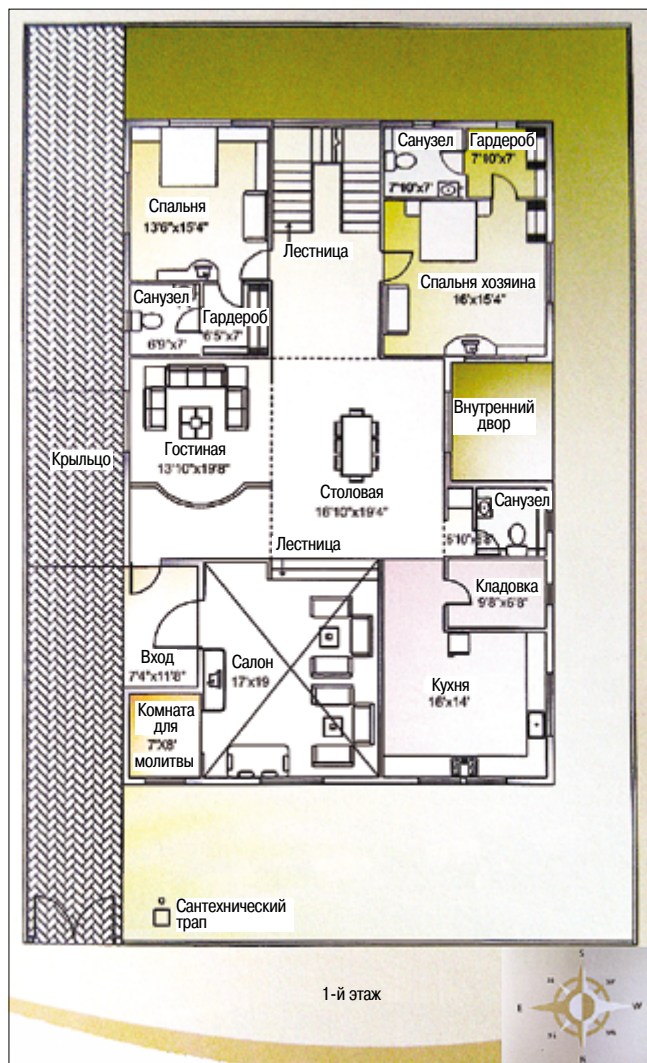 Санузел
Гардероб
7'10"x7'
7'10"x7'
Спальня
13'6"x15'4"
Лестница
Спальня хозяина
16'x15'4"
Санузел
Гардероб
6'9"x7'
6'5"x7'
Внутренний
двор
Гостиная
13'10"x19'8"
Крыльцо
Столовая
16'10"x19'4"
Санузел
Лестница
Кладовка
9'8"x6'8"
Вход
7'4"x11'8"
Салон
17'x19
Кухня
16'x14'
Комната
для
7'X8'
молитвы
Сантехнический
трап
1-й этаж
S
E
W
N